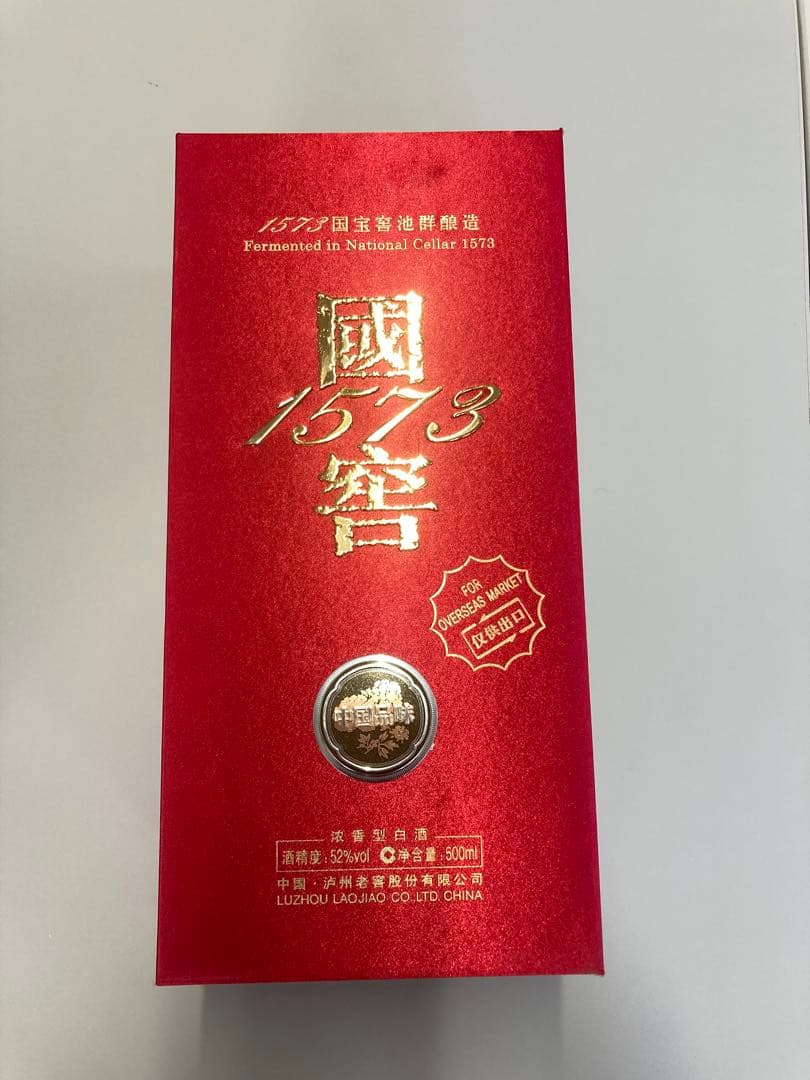 1573国宝窖池群酿造
Fermented in National Cellar 1573
國
1573
窖
FOR
OVERSEAS MARKET
仅供出口
中国品味
浓香型白酒
酒精度:52%vol 净含量:500ml
中国·泸州老窖股份有限公司
LUZHOU LAOJIAO CO.,LTD. CHINA